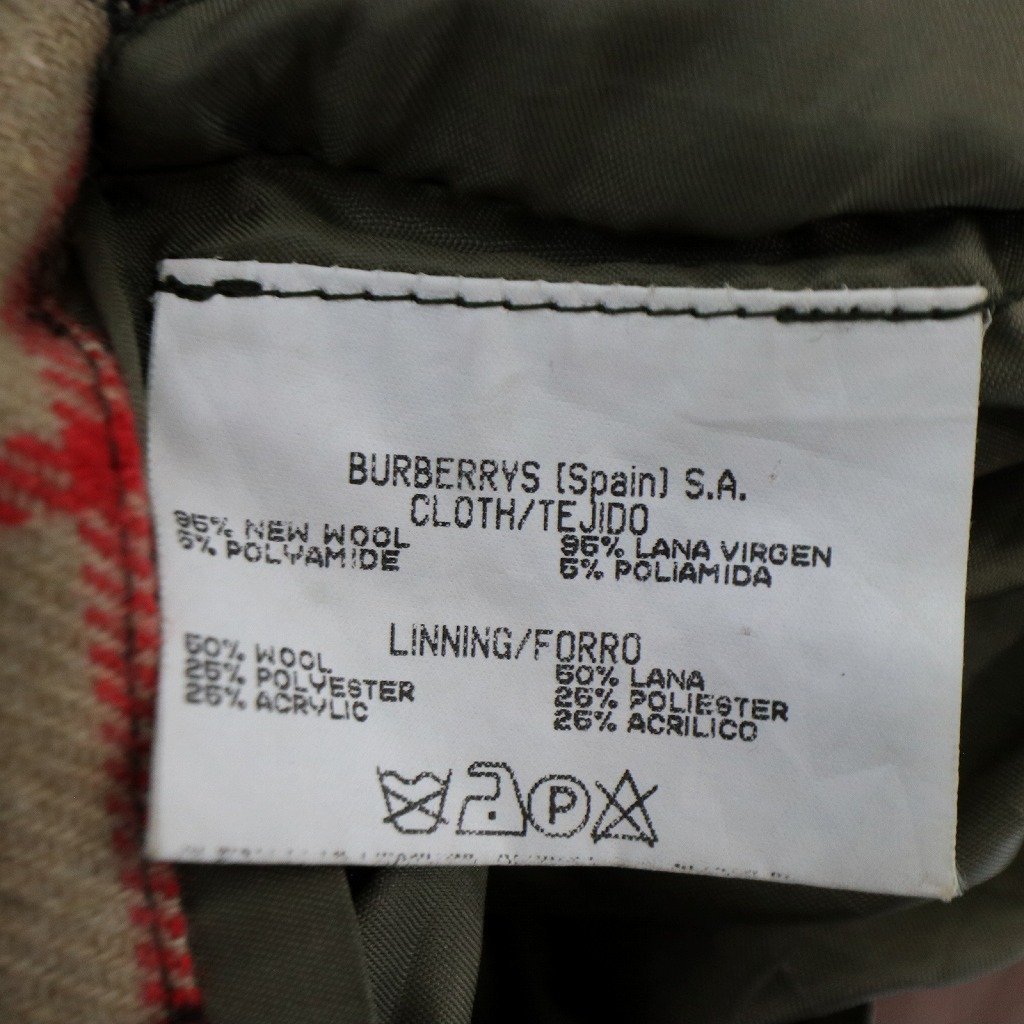 BURBERRYS (Spain) S.A.
CLOTH/TEJIDO
95% NEW WOOL
5% POLYAMIDE
95% LANA VIRGEN
5% POLIAMIDA
LINNING/FORRO
50% WOOL
25% POLYESTER
25% ACRYLIC
50% LANA
25% POLIESTER
25% ACRILICO
P